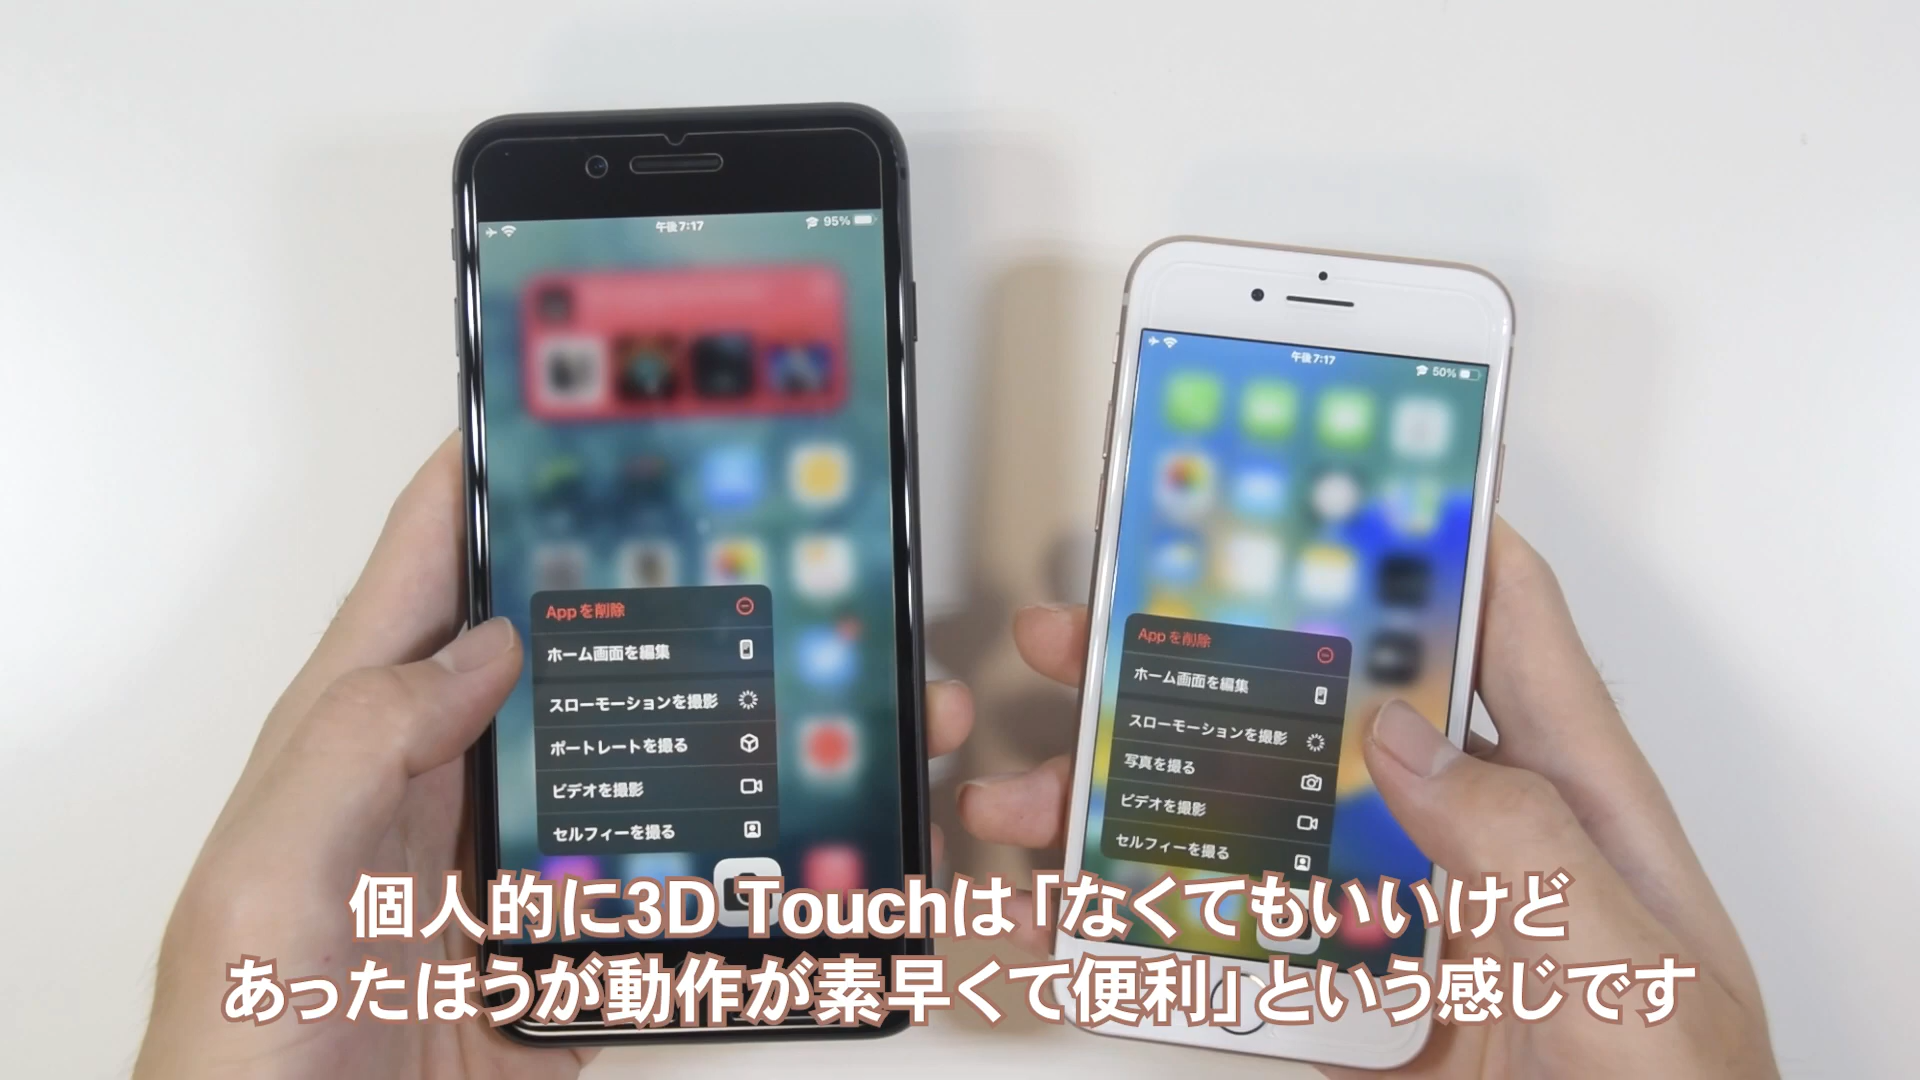 午後7:17
95%
Appを削除
ホーム画面を編集
スローモーションを撮影
ポートレートを撮る
ビデオを撮影
セルフィーを撮る
午後7:17
50%
Appを削除
ホーム画面を編集
スローモーションを撮影
写真を撮る
ビデオを撮影
セルフィーを撮る
個人的に3D Touchは「なくてもいいけど
あったほうが動作が素早くて便利」という感じです